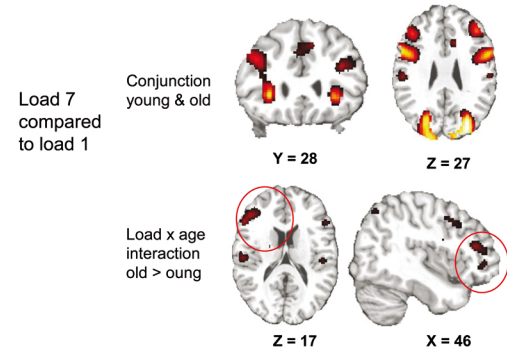 Load 7
compared
to load 1
Conjunction
young & old
Y = 28
Z = 27
Load x age
interaction
old > oung
Z = 17
X = 46